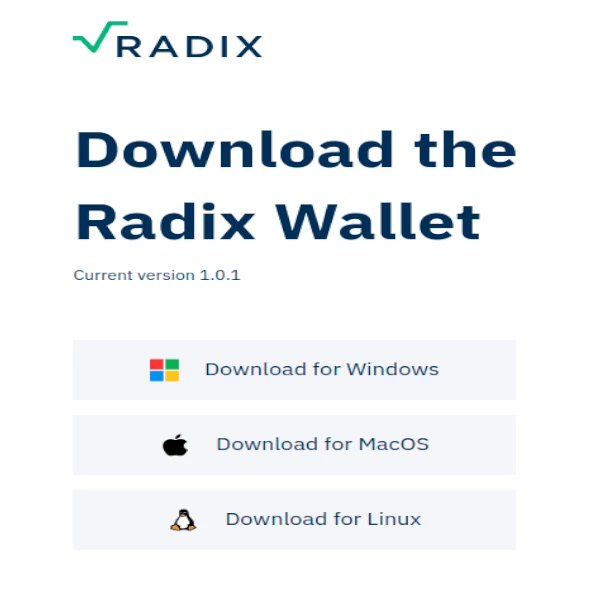 RADIX
Download the
Radix Wallet
Current version 1.0.1
Download for Windows
Download for MacOS
Download for Linux